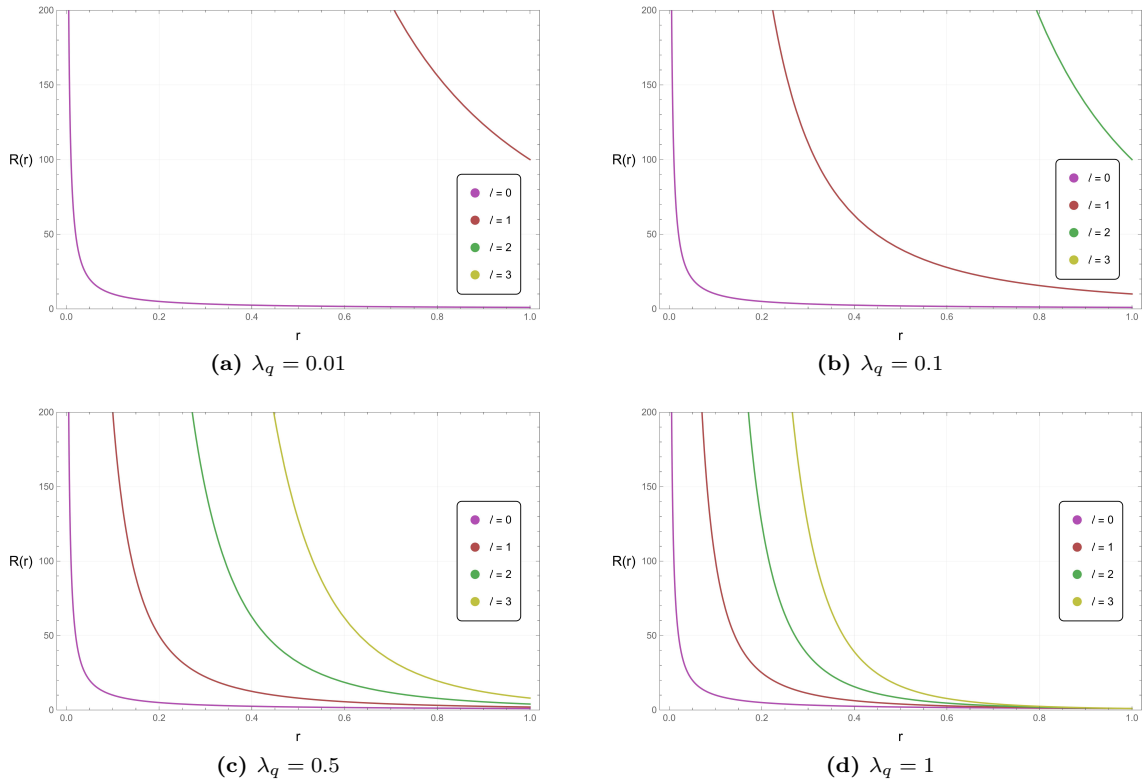 200
150
R(r) 100
50
0
0.0 0.2 0.4 0.6 0.8 1.0
r
l = 0
l = 1
l = 2
l = 3
(a) λq = 0.01
200
150
R(r) 100
50
0
0.0 0.2 0.4 0.6 0.8 1.0
r
l = 0
l = 1
l = 2
l = 3
(b) λq = 0.1
200
150
R(r) 100
50
0
0.0 0.2 0.4 0.6 0.8 1.0
r
l = 0
l = 1
l = 2
l = 3
(c) λq = 0.5
200
150
R(r) 100
50
0
0.0 0.2 0.4 0.6 0.8 1.0
r
l = 0
l = 1
l = 2
l = 3
(d) λq = 1